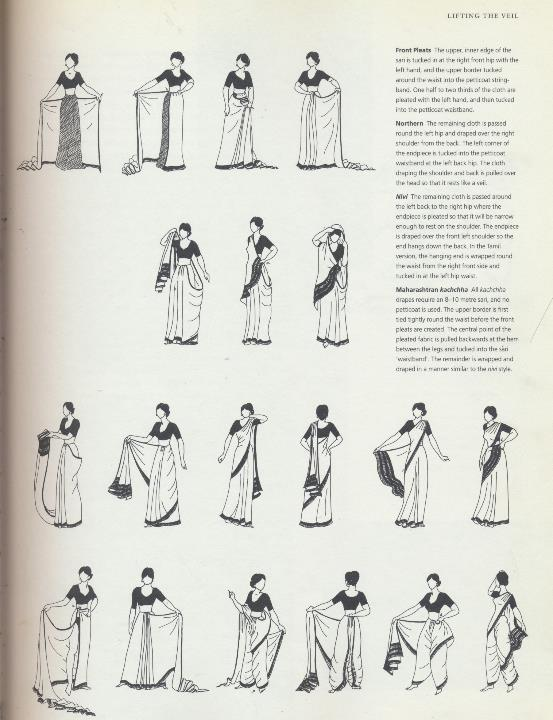 LIFTING THE VEIL
Front Pleats The upper, inner edge of the
sari is tucked in at the right front hip with the
left hand, and the upper border tucked
around the waist into the petticoat string-
band. One half to two thirds of the cloth are
pleated with the left hand, and then tucked
into the petticoat waistband.
Northern The remaining cloth is passed
round the left hip and draped over the right
shoulder from the back. The left corner of
the endpiece is tucked into the petticoat
waistband at the left back hip. The cloth
draping the shoulder and back is pulled over
the head so that it rests like a veil.
Nivi The remaining cloth is passed around
the left back to the right hip where the
endpiece is pleated so that it will be narrow
enough to rest on the shoulder. The endpiece
is draped over the front left shoulder so the
end hangs down the back. In the Tamil
version, the hanging end is wrapped round
the waist from the right front side and
tucked in at the left hip waist.
Maharashtran kachchha All kachchha
drapes require an 8–10 metre sari, and no
petticoat is used. The upper border is first
tied tightly round the waist before the front
pleats are created. The central point of the
pleated fabric is pulled backwards at the hem
between the legs and tucked into the sari
'waistband'. The remainder is wrapped and
draped in a manner similar to the nivi style.